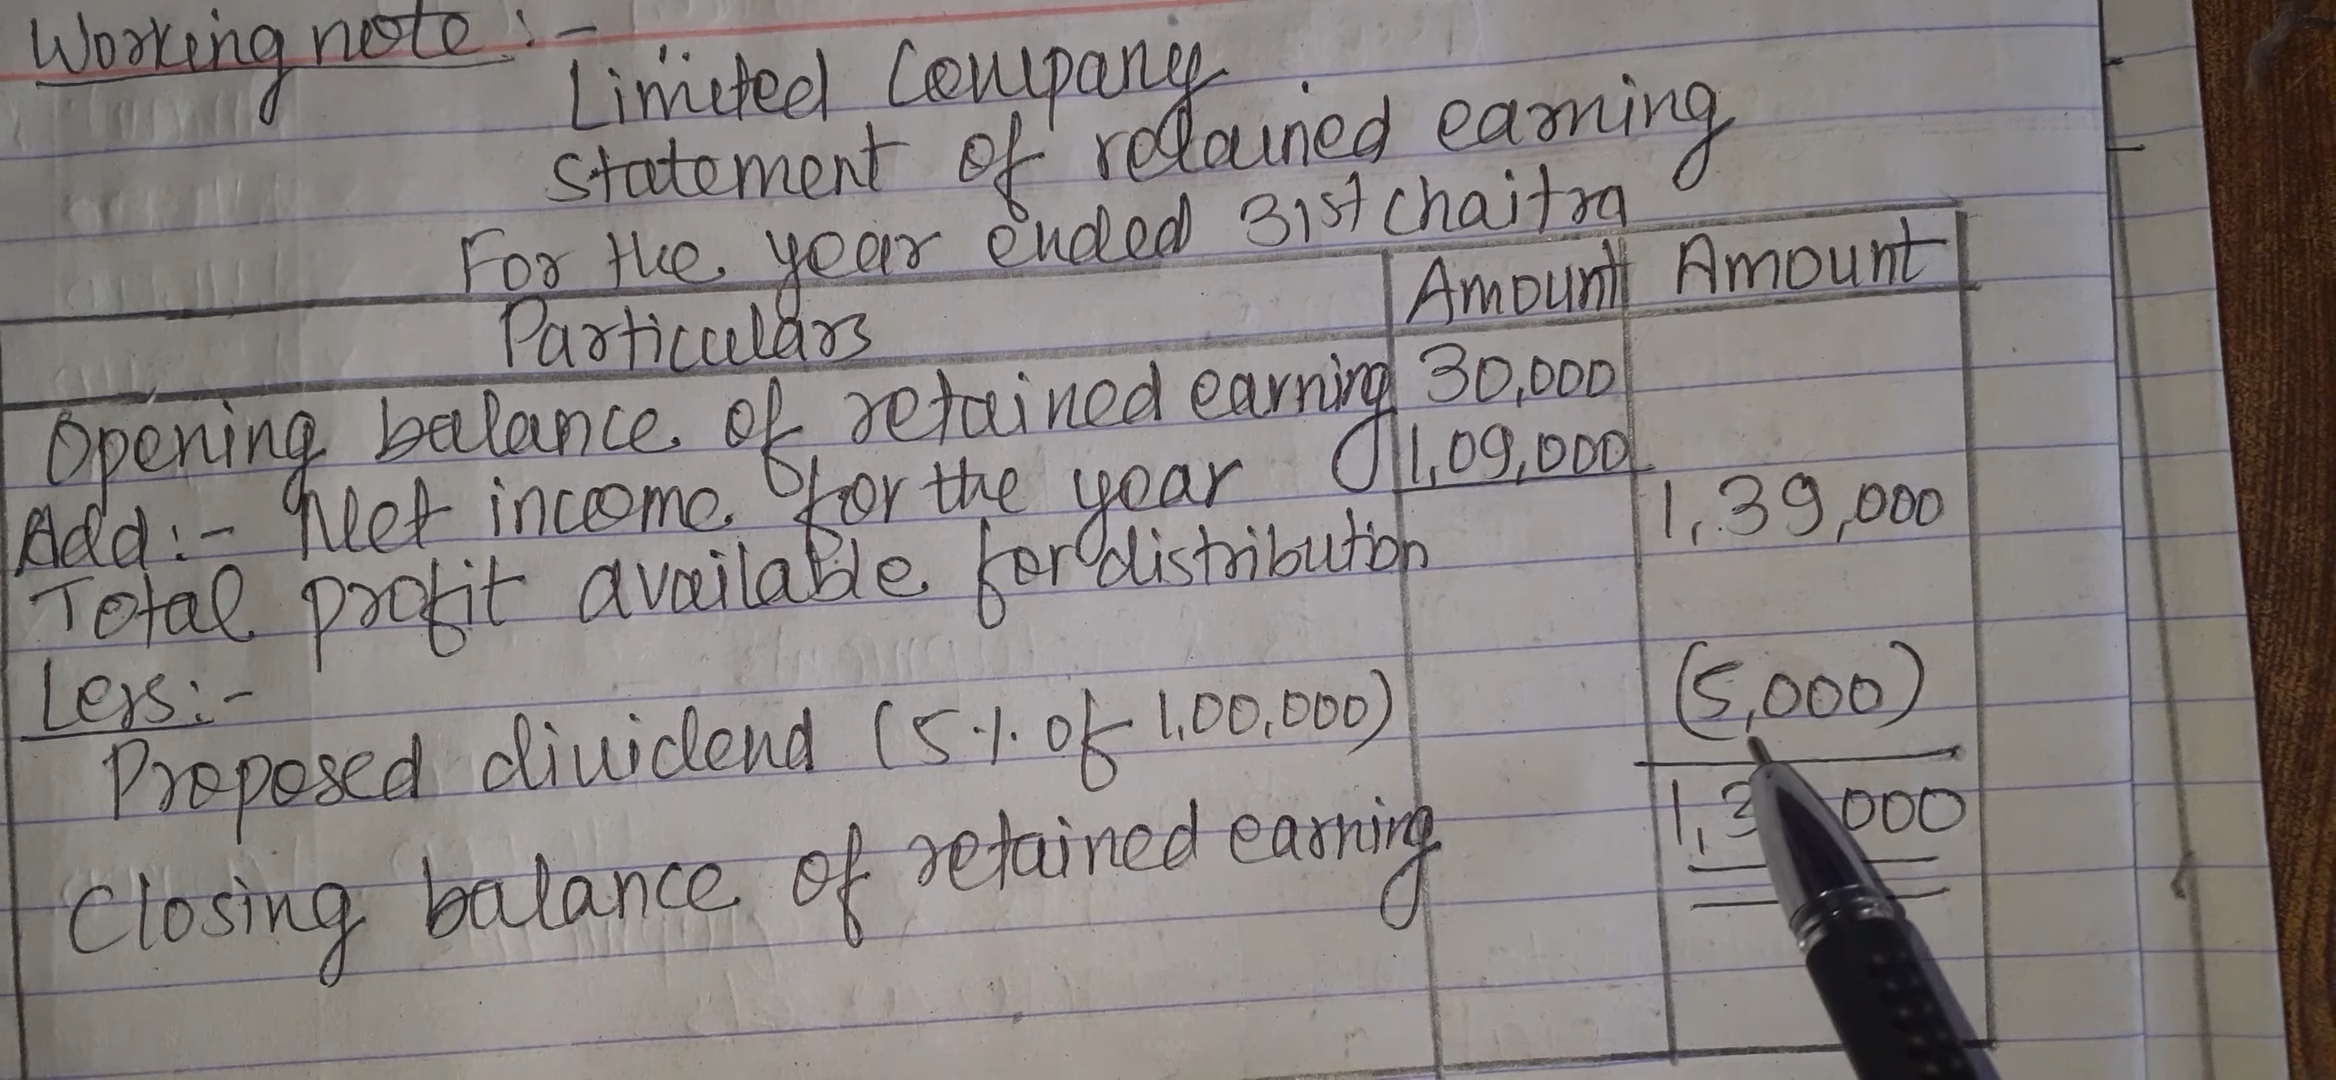 Working note :-
Limited Company
Statement of retained earning
For the year ended 31st chaitra
Particulars Amount Amount
Opening balance of retained earning 30,000
Add :- Net income for the year 1,09,000
Total profit available for distribution 1,39,000
Less:-
Proposed dividend (5% of 1,00,000) (5,000)
Closing balance of retained earning